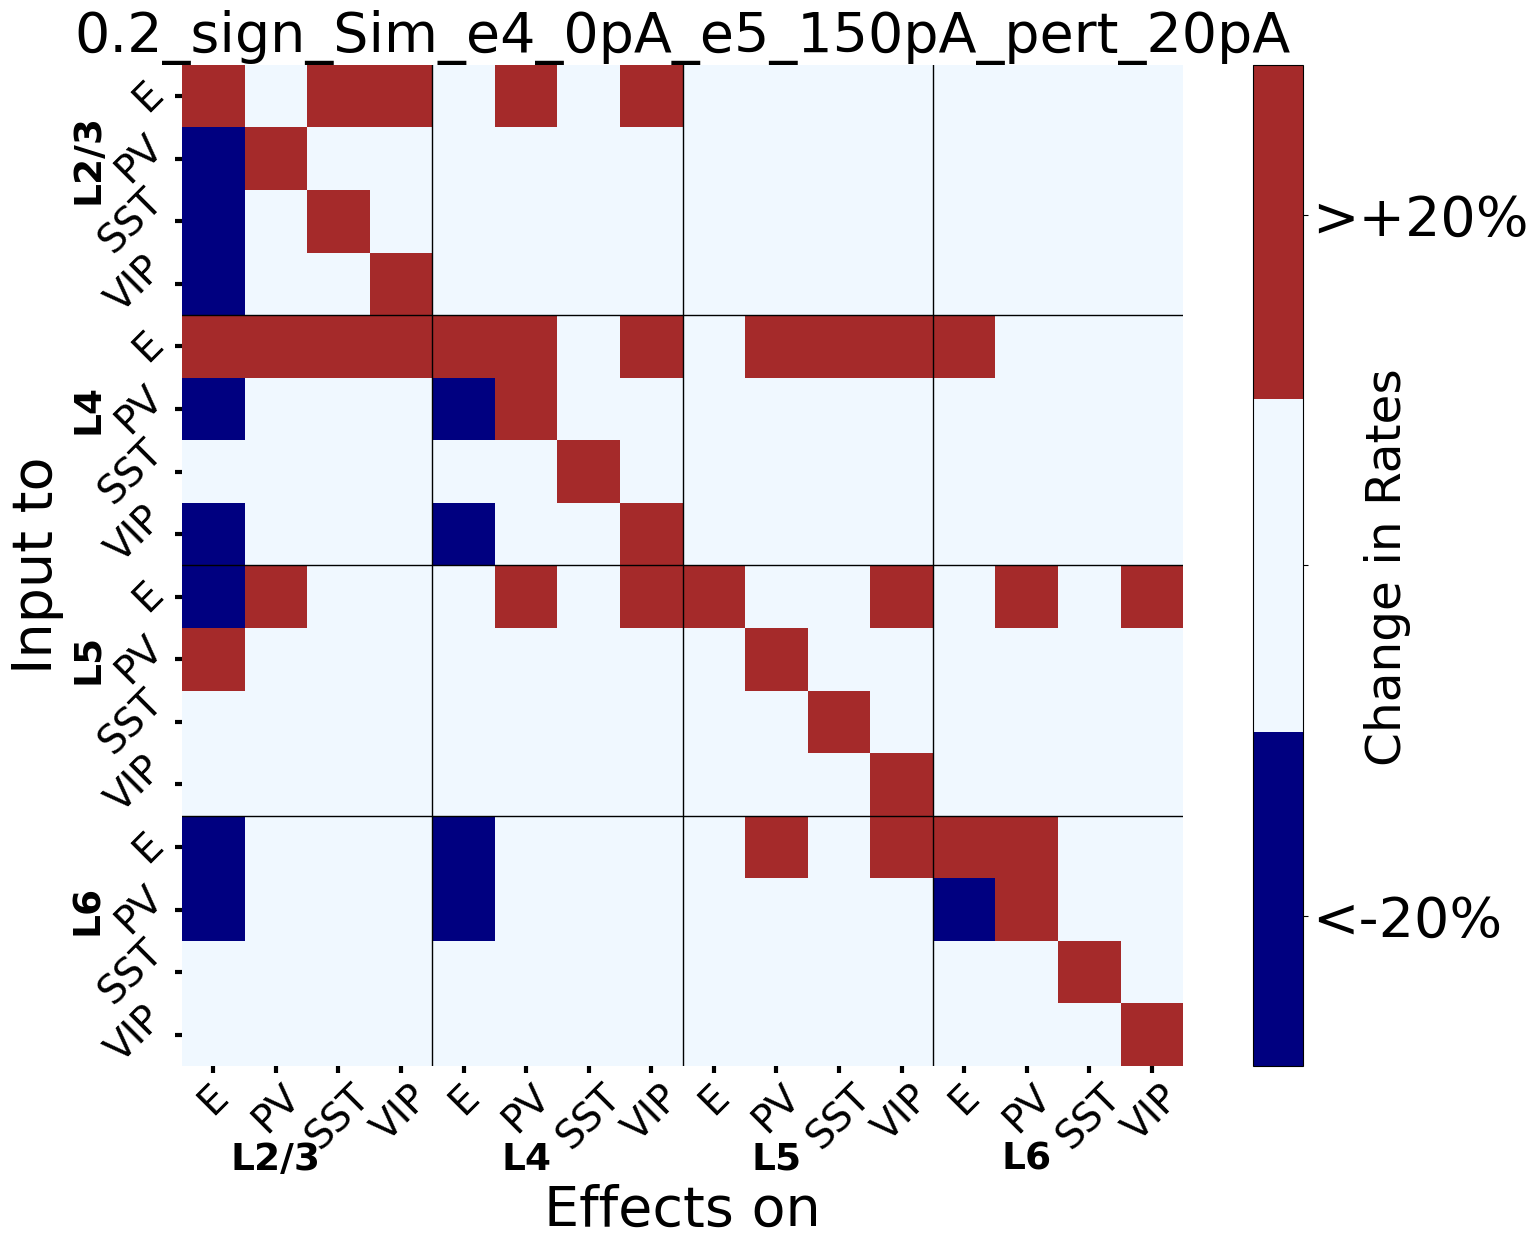 0.2_sign_Sim_e4_0pA_e5_150pA_pert_20pA
Input to
L2/3
E
PV
SST
VIP
L4
E
PV
SST
VIP
L5
E
PV
SST
VIP
L6
E
PV
SST
VIP
E PV SST VIP E PV SST VIP E PV SST VIP E PV SST VIP
L2/3 L4 L5 L6
Effects on
>+20%
<-20%
Change in Rates